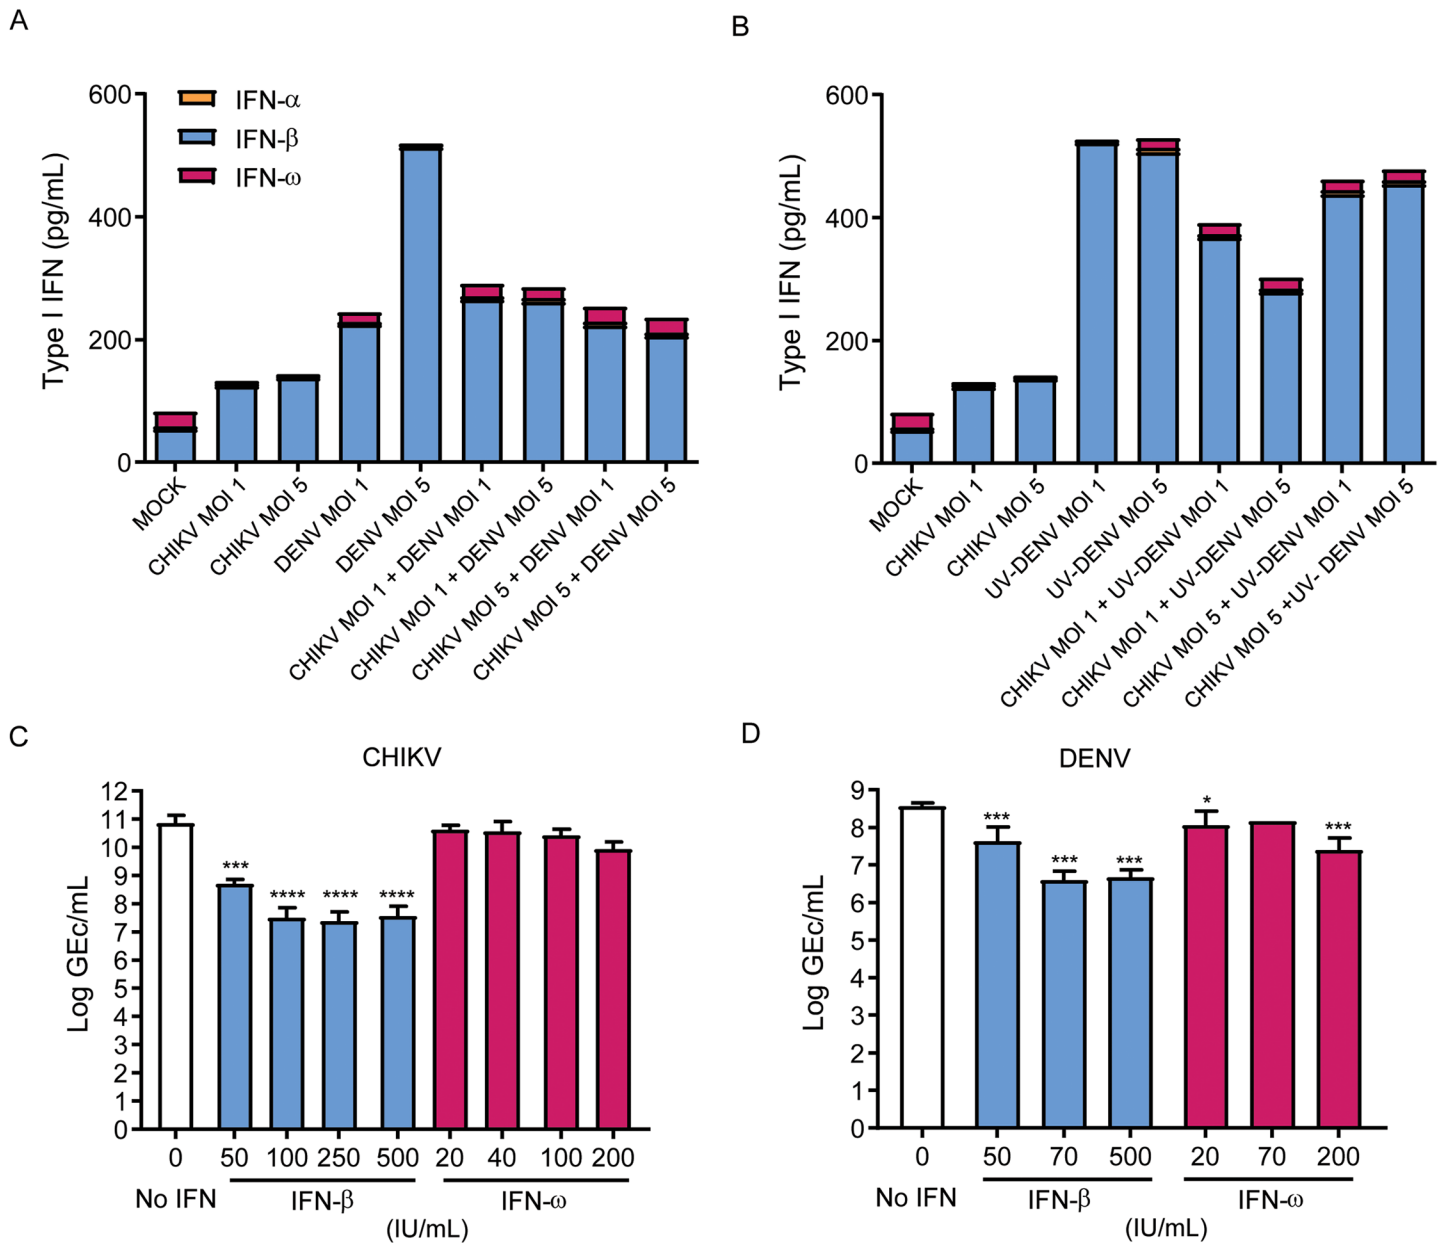 A
600
400
200
0
Type I IFN (pg/mL)
IFN-α
IFN-β
IFN-ω
MOCK
CHIKV MOI 1
CHIKV MOI 5
DENV MOI 1
DENV MOI 5
CHIKV MOI 1 + DENV MOI 1
CHIKV MOI 1 + DENV MOI 5
CHIKV MOI 5 + DENV MOI 1
CHIKV MOI 5 + DENV MOI 5
B
600
400
200
0
Type I IFN (pg/mL)
MOCK
CHIKV MOI 1
CHIKV MOI 5
UV-DENV MOI 1
UV-DENV MOI 5
CHIKV MOI 1 + UV-DENV MOI 1
CHIKV MOI 1 + UV-DENV MOI 5
CHIKV MOI 5 + UV-DENV MOI 1
CHIKV MOI 5 +UV- DENV MOI 5
C
CHIKV
12
11
10
9
8
7
6
5
4
3
2
1
0
Log GEc/mL
*** **** **** ****
0 50 100 250 500 20 40 100 200
No IFN IFN-β IFN-ω
(IU/mL)
D
DENV
9
8
7
6
5
4
3
2
1
0
Log GEc/mL
*** *** *** * ***
0 50 70 500 20 70 200
No IFN IFN-β IFN-ω
(IU/mL)